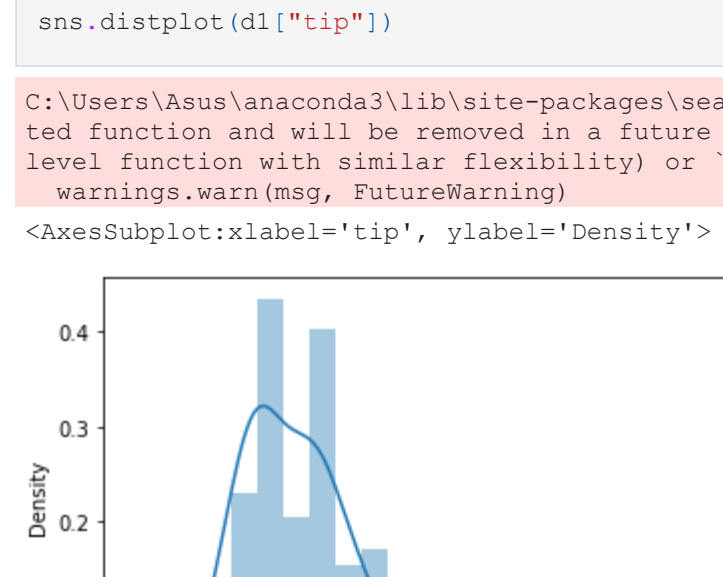 sns.distplot(d1["tip"])
C:\Users\Asus\anaconda3\lib\site-packages\sea
ted function and will be removed in a future
level function with similar flexibility) or `
warnings.warn(msg, FutureWarning)
<AxesSubplot:xlabel='tip', ylabel='Density'>
0.4
0.3
Density
0.2